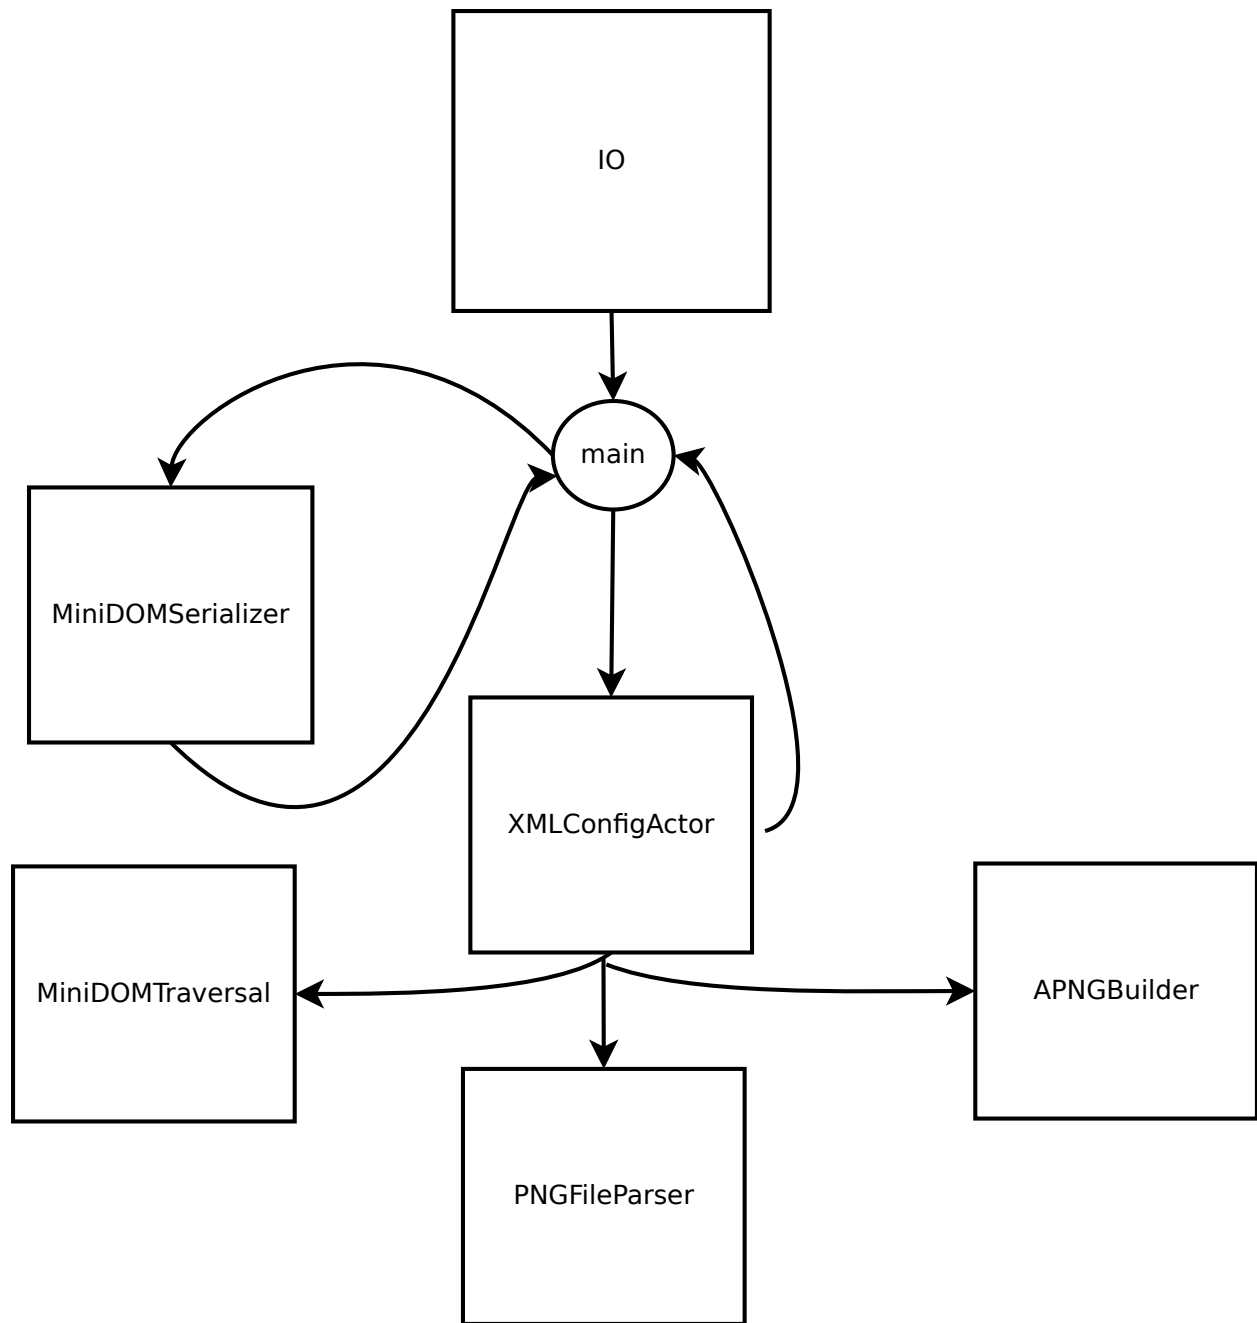 IO
main
MiniDOMSerializer
XMLConfigActor
MiniDOMTraversal
APNGBuilder
PNGFileParser